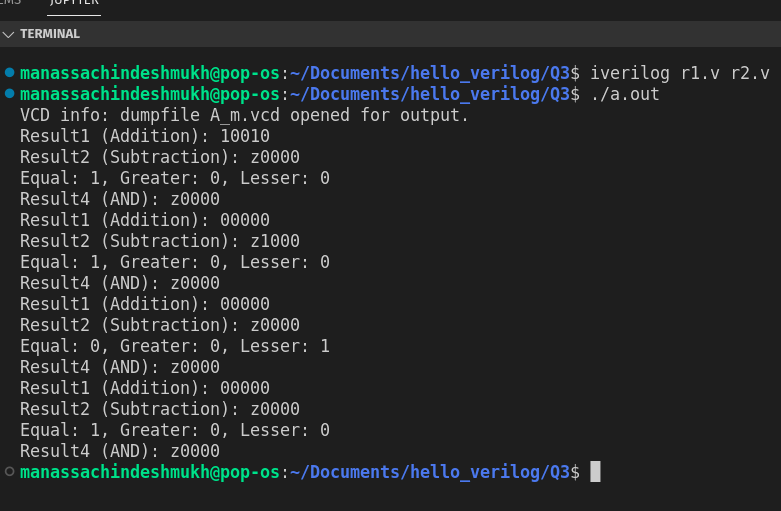 JUPYTER
TERMINAL
manassachindeshmukh@pop-os:~/Documents/hello_verilog/Q3$ iverilog r1.v r2.v
manassachindeshmukh@pop-os:~/Documents/hello_verilog/Q3$ ./a.out
VCD info: dumpfile A_m.vcd opened for output.
Result1 (Addition): 10010
Result2 (Subtraction): z0000
Equal: 1, Greater: 0, Lesser: 0
Result4 (AND): z0000
Result1 (Addition): 00000
Result2 (Subtraction): z1000
Equal: 1, Greater: 0, Lesser: 0
Result4 (AND): z0000
Result1 (Addition): 00000
Result2 (Subtraction): z0000
Equal: 0, Greater: 0, Lesser: 1
Result4 (AND): z0000
Result1 (Addition): 00000
Result2 (Subtraction): z0000
Equal: 1, Greater: 0, Lesser: 0
Result4 (AND): z0000
manassachindeshmukh@pop-os:~/Documents/hello_verilog/Q3$